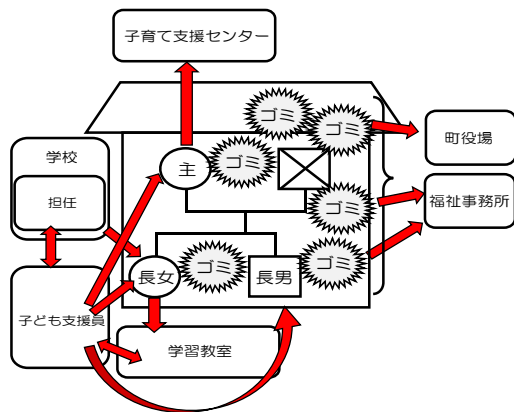 子育て支援センター
ゴミ
ゴミ
町役場
学校
主
ゴミ
担任
ゴミ
福祉事務所
長女
ゴミ
長男
ゴミ
子ども支援員
学習教室